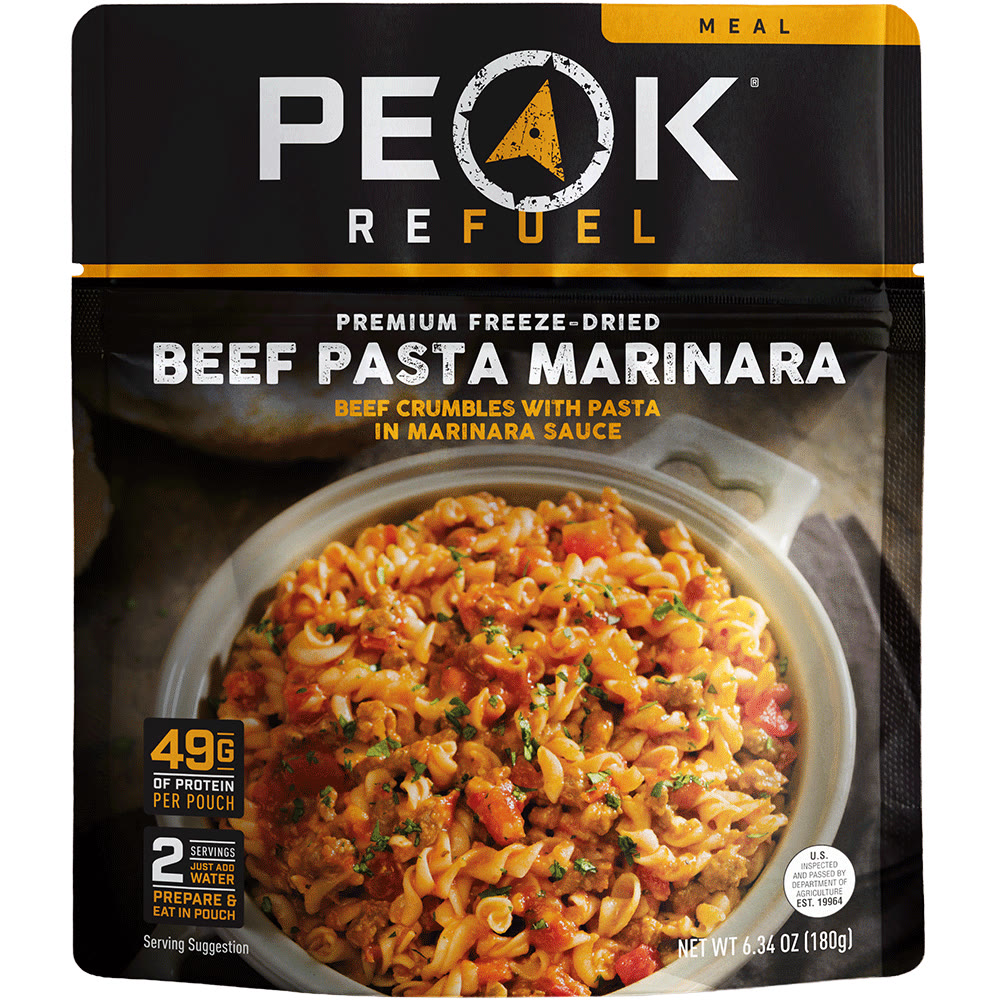 MEAL
PEAK®
REFUEL
PREMIUM FREEZE-DRIED
BEEF PASTA MARINARA
BEEF CRUMBLES WITH PASTA
IN MARINARA SAUCE
49G
OF PROTEIN
PER POUCH
2 SERVINGS
JUST ADD
WATER
PREPARE &
EAT IN POUCH
Serving Suggestion
U.S.
INSPECTED
AND PASSED BY
DEPARTMENT OF
AGRICULTURE
EST. 19964
NET WT 6.34 OZ (180g)